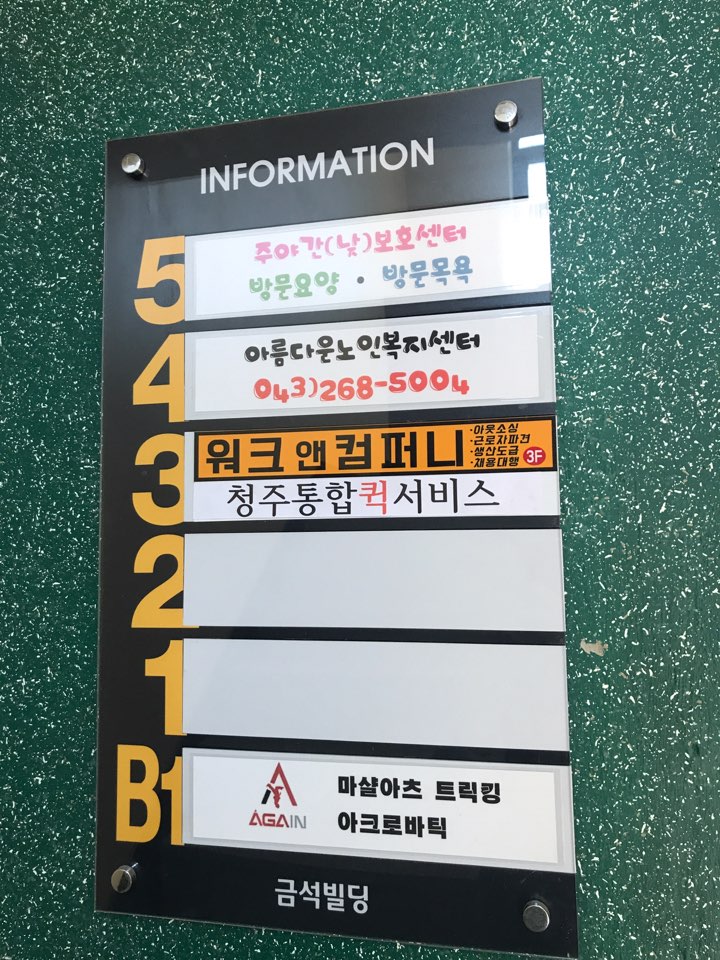 INFORMATION
5
주야간(낮)보호센터
방문요양 • 방문목욕
4
아름다운노인복지센터
043)268-5004
3
워크앤컴퍼니
·아웃소싱
·근로자파견
·생산도급
·채용대행
3F
청주통합퀵서비스
2
1
B1
AGAIN
마샬아츠 트릭킹
아크로바틱
금석빌딩